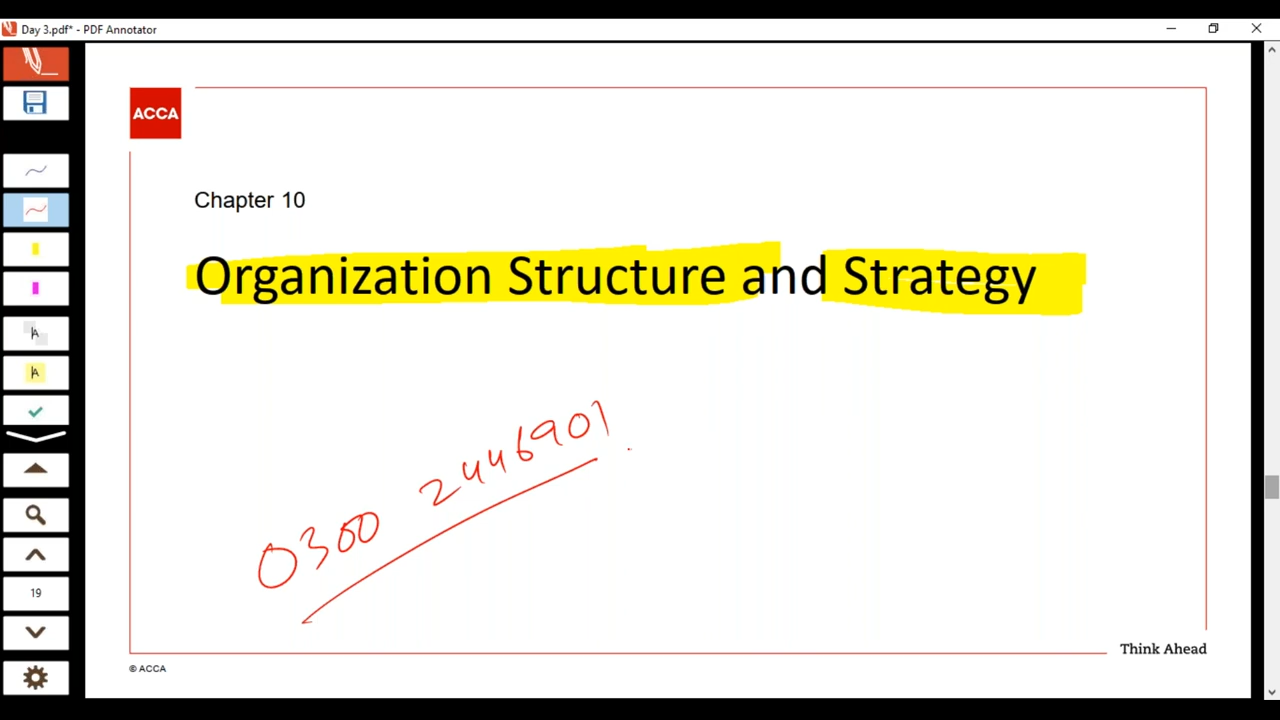 Day 3.pdf* - PDF Annotator
ACCA
Chapter 10
Organization Structure and Strategy
0300 2446901
19
Think Ahead
© ACCA